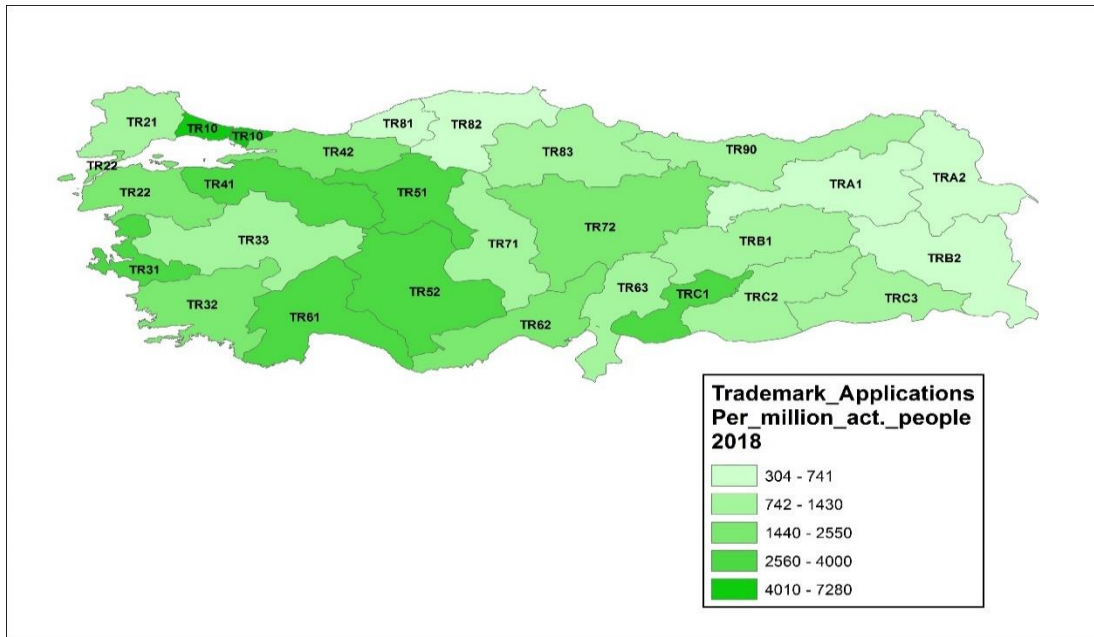 TR21
TR10
TR10
TR81
TR82
TR42
TR83
TR90
TR22
TR22
TR41
TR51
TRA1
TRA2
TR33
TR71
TR72
TRB1
TRB2
TR31
TR32
TR61
TR52
TR62
TR63
TRC1
TRC2
TRC3
Trademark_Applications
Per_million_act._people
2018
304 - 741
742 - 1430
1440 - 2550
2560 - 4000
4010 - 7280